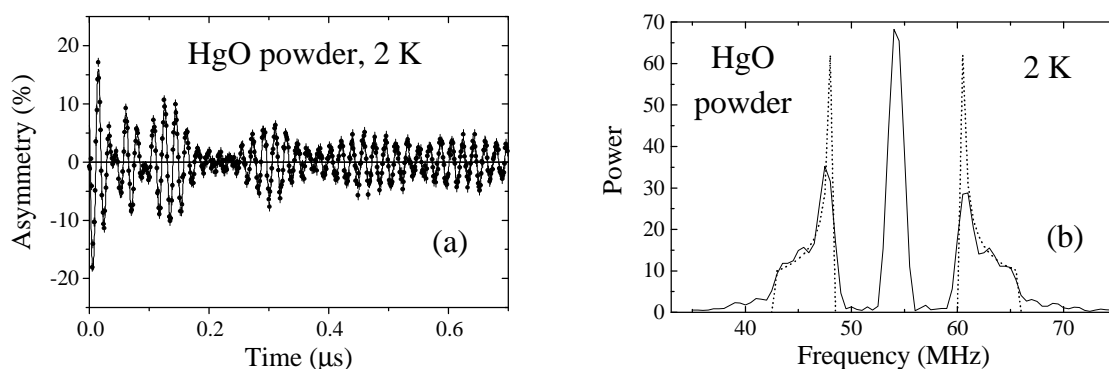 HgO powder, 2 K
Asymmetry (%)
20
10
0
-10
-20
(a)
0.0 0.2 0.4 0.6
Time (μs)
HgO
powder
2 K
Power
70
60
50
40
30
20
10
0
(b)
40 50 60 70
Frequency (MHz)